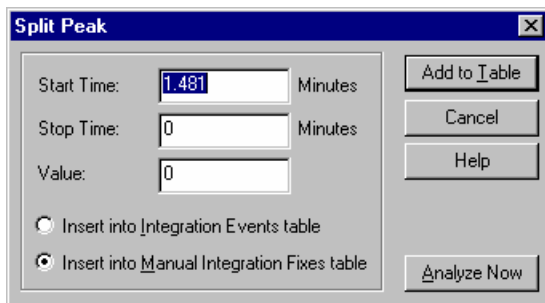 Split Peak
Start Time: 1.481 Minutes
Stop Time: 0 Minutes
Value: 0
Insert into Integration Events table
Insert into Manual Integration Fixes table
Add to Table
Cancel
Help
Analyze Now